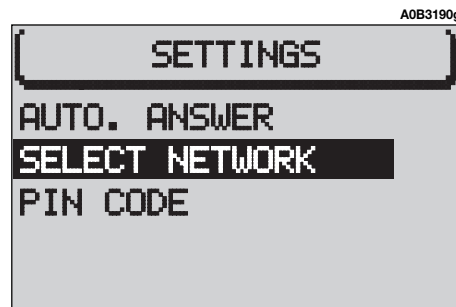 A0B3190g
SETTINGS
AUTO. ANSWER
SELECT NETWORK
PIN CODE